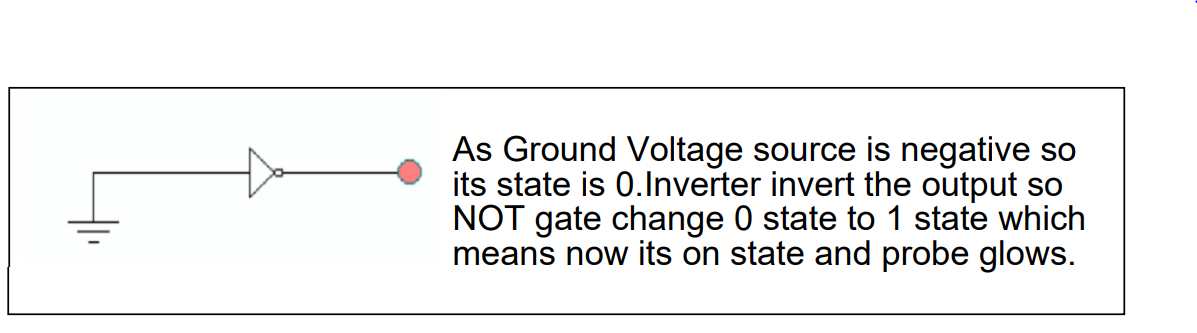 As Ground Voltage source is negative so
its state is 0.Inverter invert the output so
NOT gate change 0 state to 1 state which
means now its on state and probe glows.